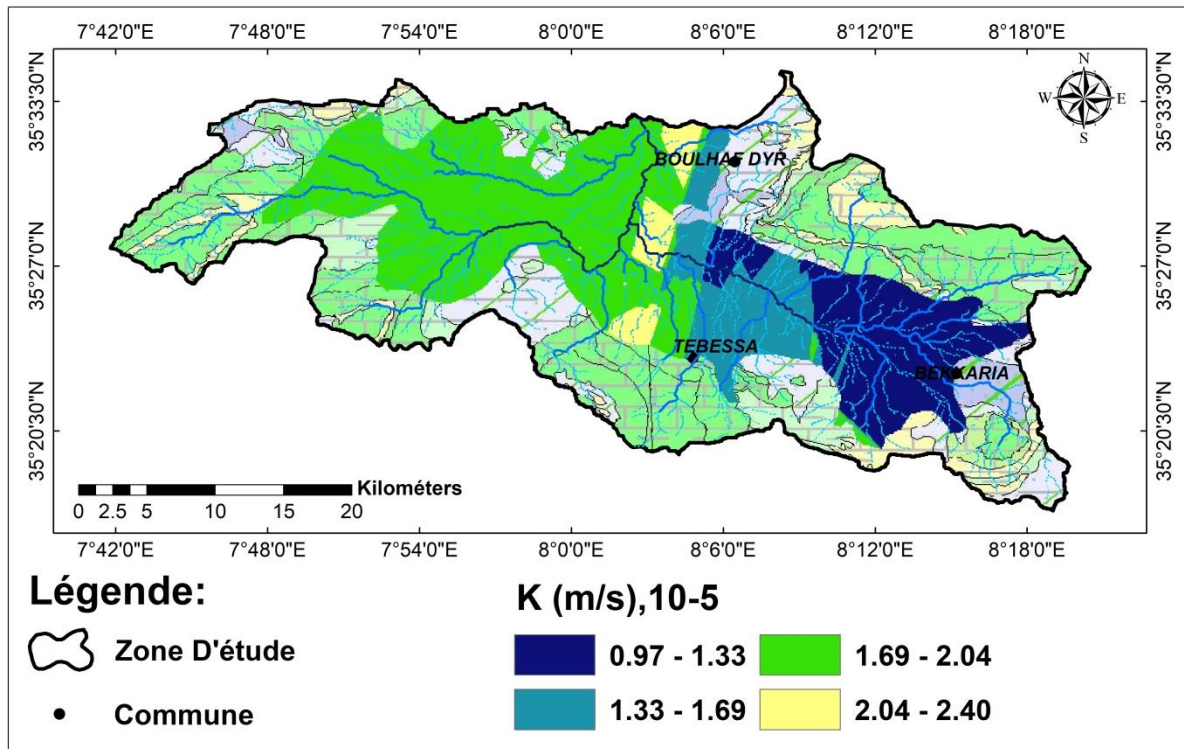 7°42'0"E 7°48'0"E 7°54'0"E 8°0'0"E 8°6'0"E 8°12'0"E 8°18'0"E
35°33'30"N 35°33'30"N
N
W E
S
BOULHAF DYR
35°27'0"N 35°27'0"N
TEBESSA
BEKKARIA
35°20'30"N 35°20'30"N
Kilométers
0 2.5 5 10 15 20
7°42'0"E 7°48'0"E 7°54'0"E 8°0'0"E 8°6'0"E 8°12'0"E 8°18'0"E
Légende:
Zone D'étude
Commune
K (m/s),10-5
0.97 - 1.33 1.69 - 2.04
1.33 - 1.69 2.04 - 2.40